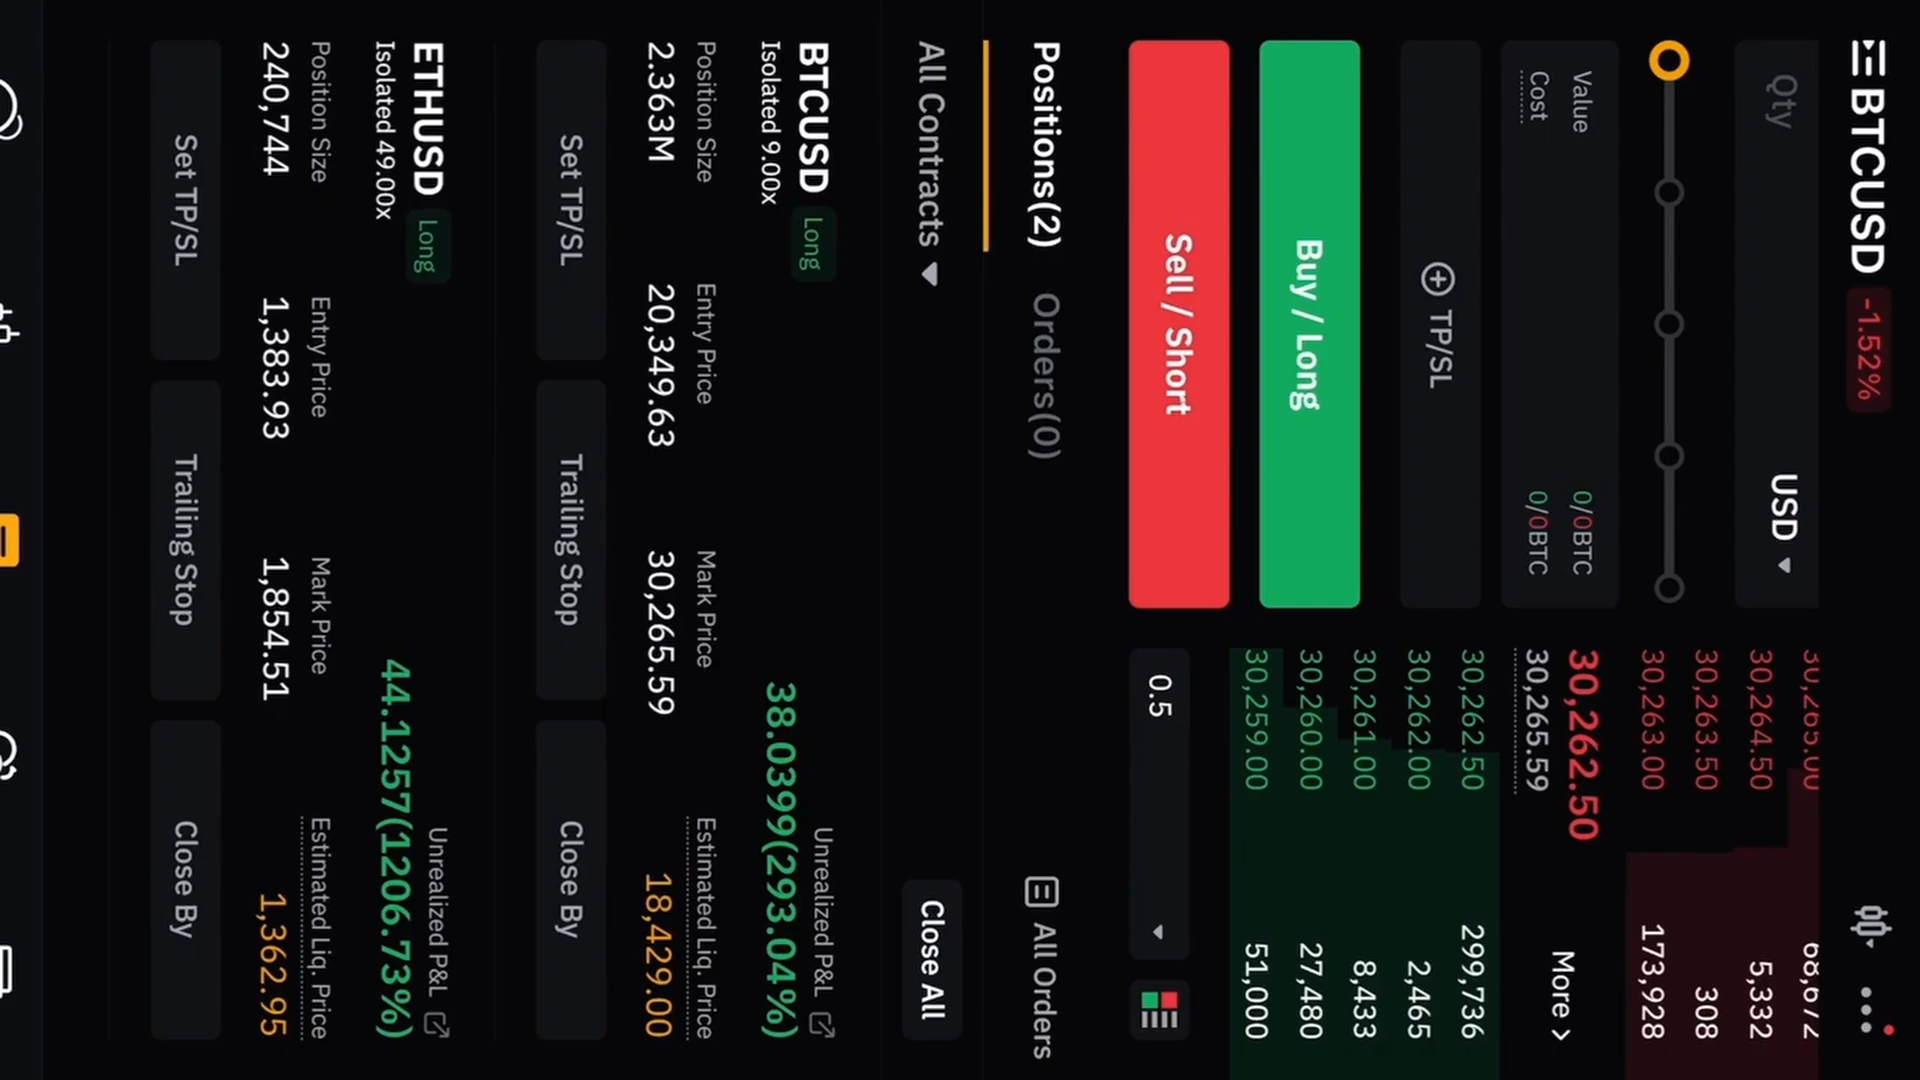 BTCUSD -1.52%
Qty
USD
Value 0/0BTC
Cost 0/0BTC
TP/SL
Buy / Long
Sell / Short
30,264.50 5,332
30,263.50 308
30,263.00 173,928
30,262.50
30,265.59
More >
30,262.50 299,736
30,262.00 2,465
30,261.00 8,433
30,260.00 27,480
30,259.00 51,000
0.5
Positions(2) Orders(0) All Orders
All Contracts Close All
BTCUSD Long Unrealized P&L
Isolated 9.00x 38.0399(293.04%)
Position Size Entry Price Mark Price Estimated Liq. Price
2.363M 20,349.63 30,265.59 18,429.00
Set TP/SL Trailing Stop Close By
ETHUSD Long Unrealized P&L
Isolated 49.00x 44.1257(1206.73%)
Position Size Entry Price Mark Price Estimated Liq. Price
240,744 1,383.93 1,854.51 1,362.95
Set TP/SL Trailing Stop Close By